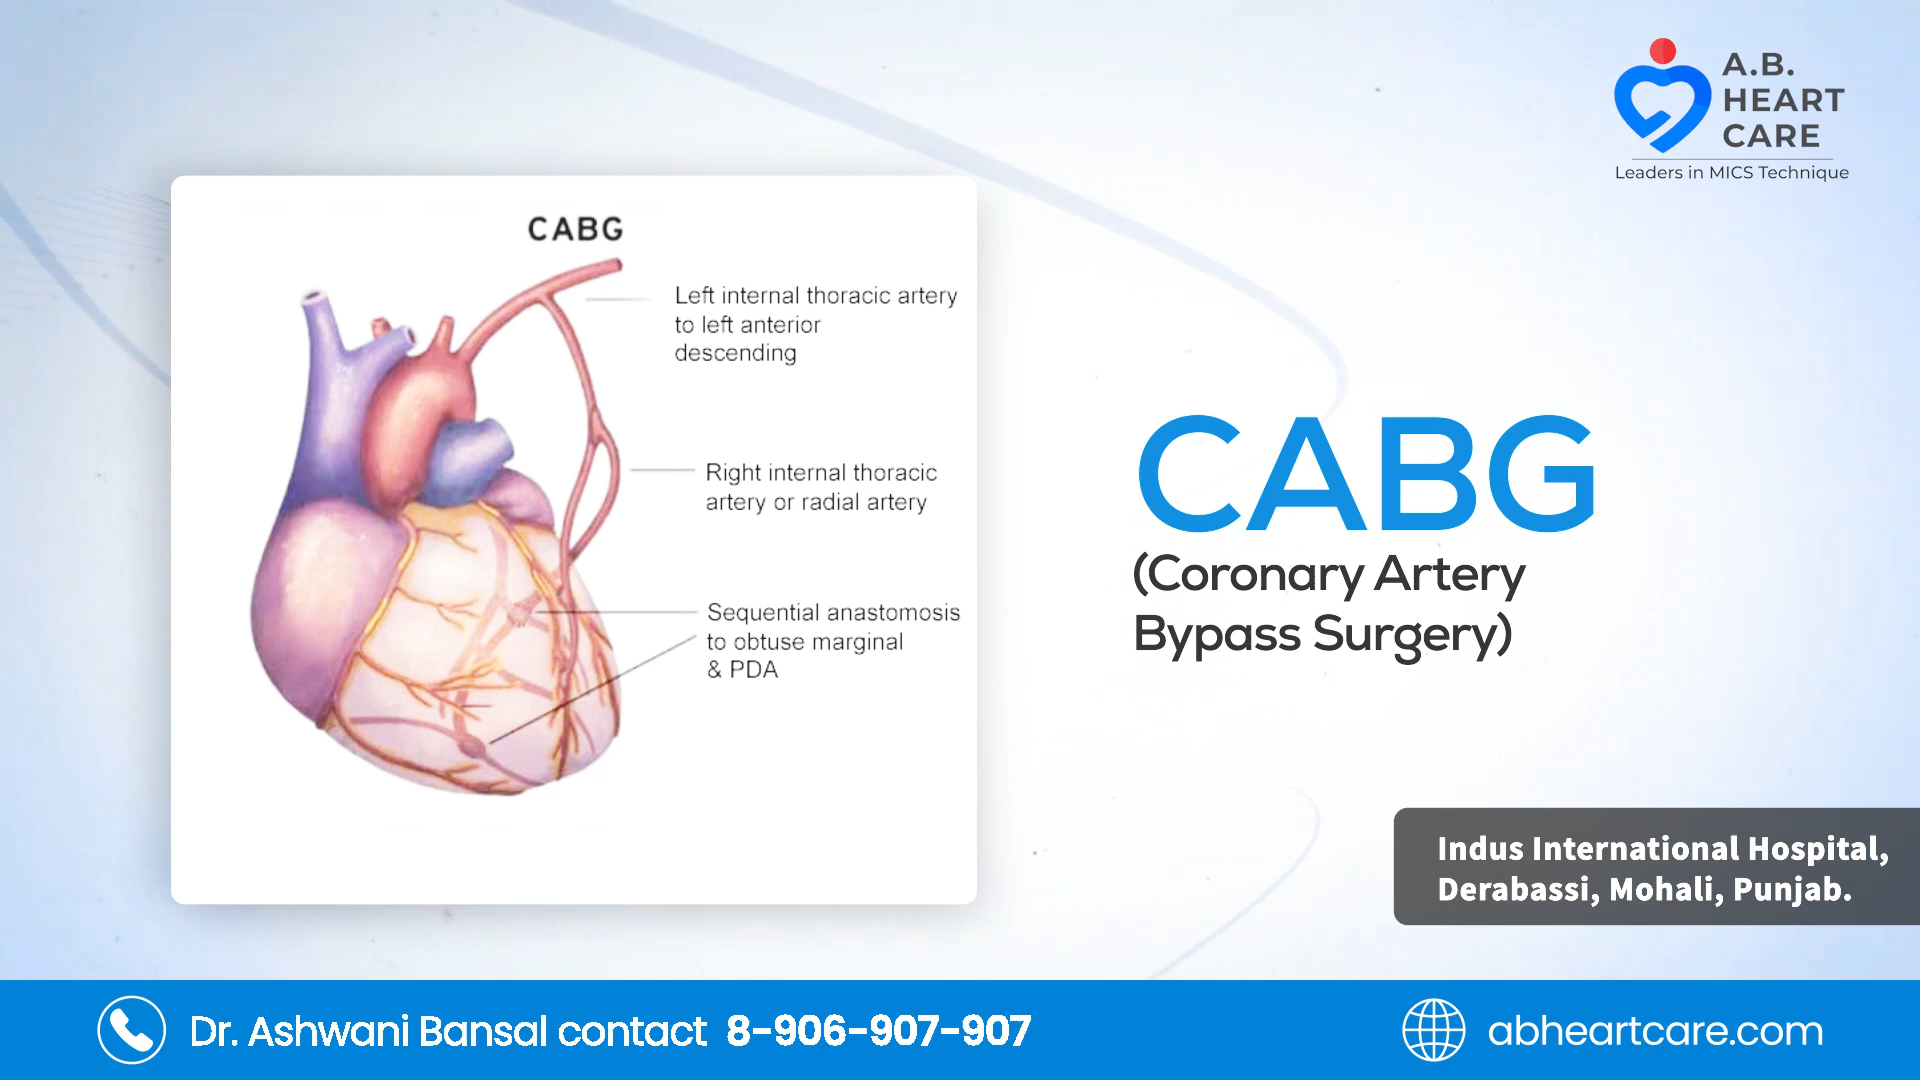 A.B.
HEART
CARE
Leaders in MICS Technique
CABG
Left internal thoracic artery
to left anterior
descending
Right internal thoracic
artery or radial artery
Sequential anastomosis
to obtuse marginal
& PDA
CABG
(Coronary Artery
Bypass Surgery)
Indus International Hospital,
Derabassi, Mohali, Punjab.
Dr. Ashwani Bansal contact 8-906-907-907
abheartcare.com